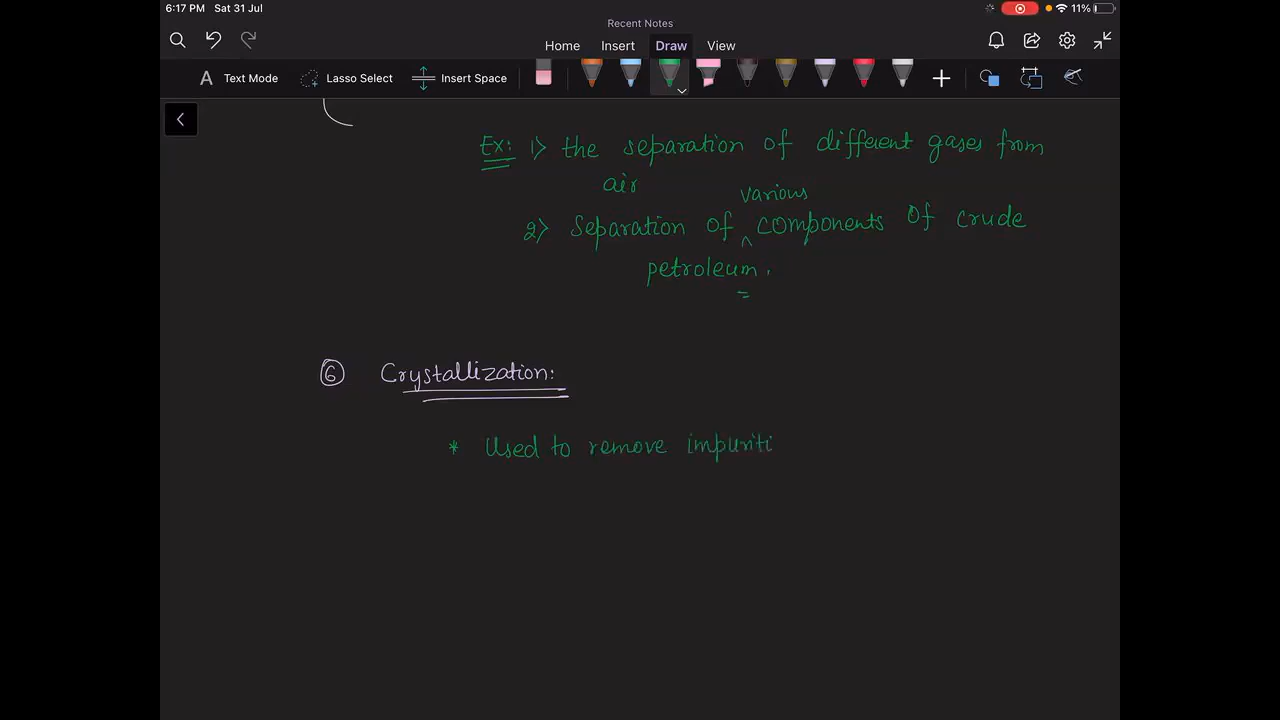 6:17 PM Sat 31 Jul
11%
Recent Notes
Home Insert Draw View
A Text Mode Lasso Select Insert Space
Ex: 1) the separation of different gases from
air
various
2) Separation of ^ components of crude
petroleum.
6 Crystallization:
* Used to remove impuriti